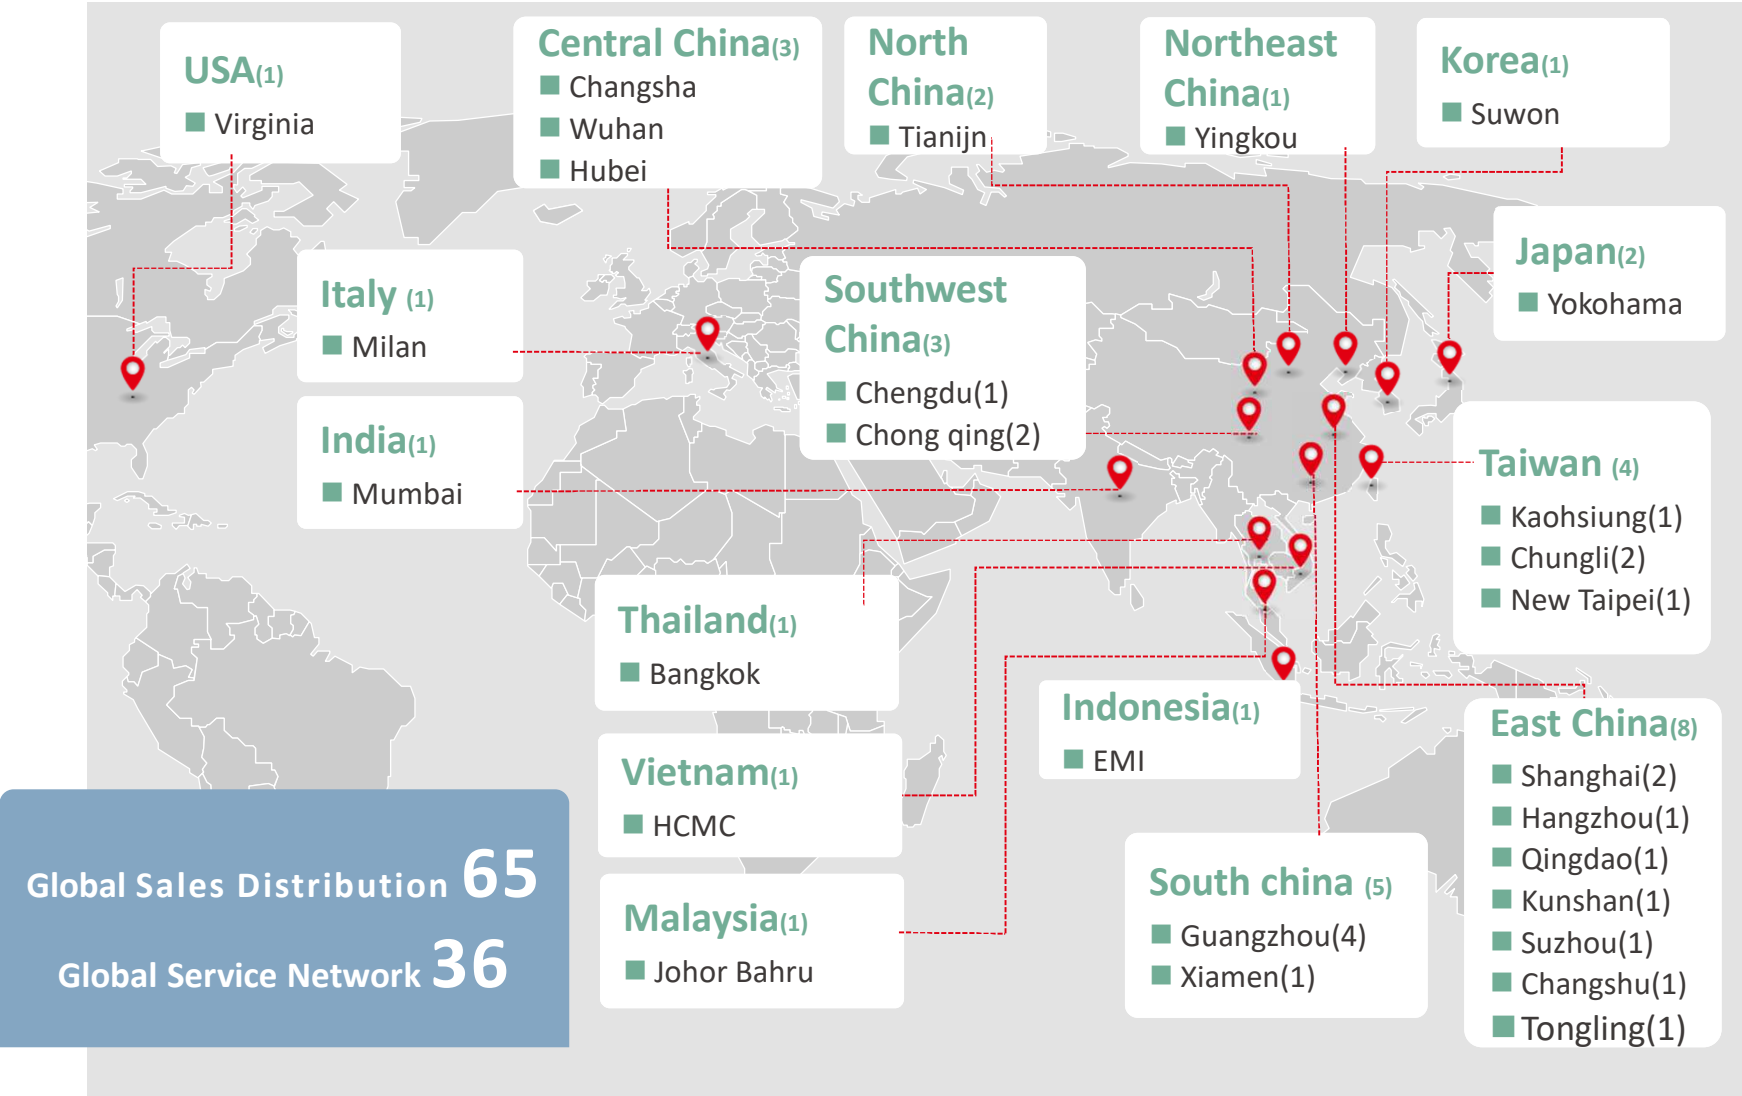 USA(1)
Virginia
Central China(3)
Changsha
Wuhan
Hubei
North
China(2)
Tianijn
Northeast
China(1)
Yingkou
Korea(1)
Suwon
Japan(2)
Yokohama
Italy (1)
Milan
Southwest
China(3)
Chengdu(1)
Chong qing(2)
India(1)
Mumbai
Taiwan (4)
Kaohsiung(1)
Chungli(2)
New Taipei(1)
Thailand(1)
Bangkok
Indonesia(1)
EMI
Vietnam(1)
HCMC
East China(8)
Shanghai(2)
Hangzhou(1)
Qingdao(1)
Kunshan(1)
Suzhou(1)
Changshu(1)
Tongling(1)
South china (5)
Guangzhou(4)
Xiamen(1)
Malaysia(1)
Johor Bahru
Global Sales Distribution 65
Global Service Network 36